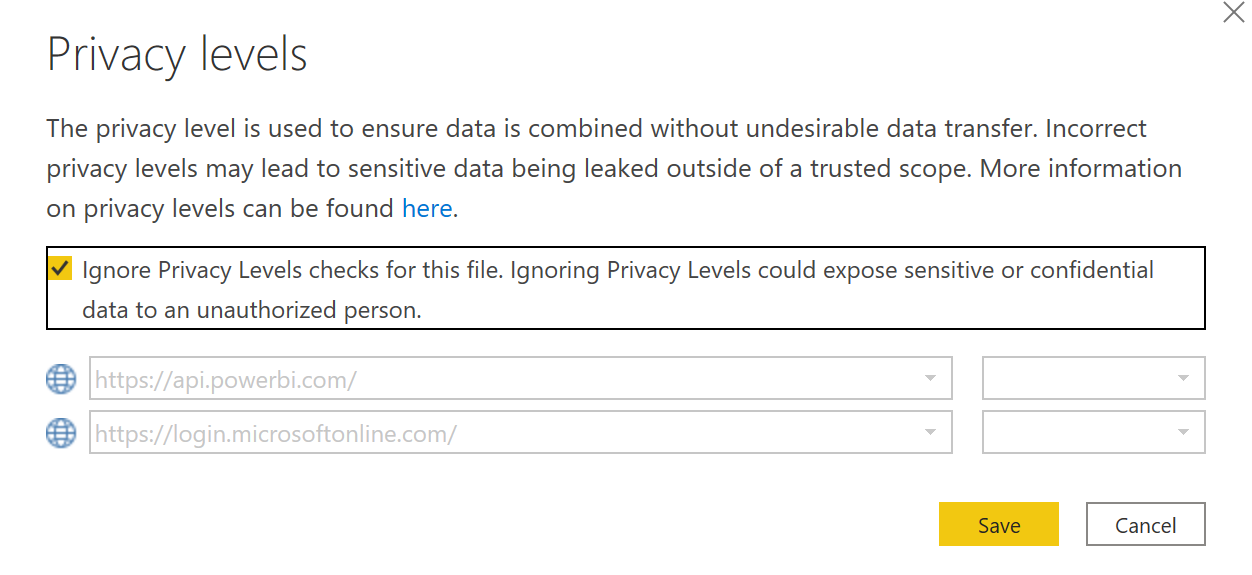 Privacy levels
The privacy level is used to ensure data is combined without undesirable data transfer. Incorrect
privacy levels may lead to sensitive data being leaked outside of a trusted scope. More information
on privacy levels can be found here.
Ignore Privacy Levels checks for this file. Ignoring Privacy Levels could expose sensitive or confidential
data to an unauthorized person.
https://api.powerbi.com/
https://login.microsoftonline.com/
Save Cancel